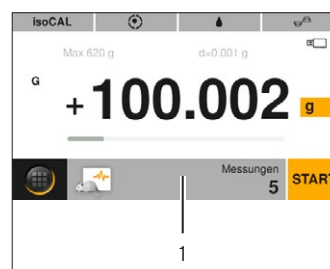 isoCAL
Max 620 g d=0.001 g
G
+100.002 g
Messungen
5
START
1